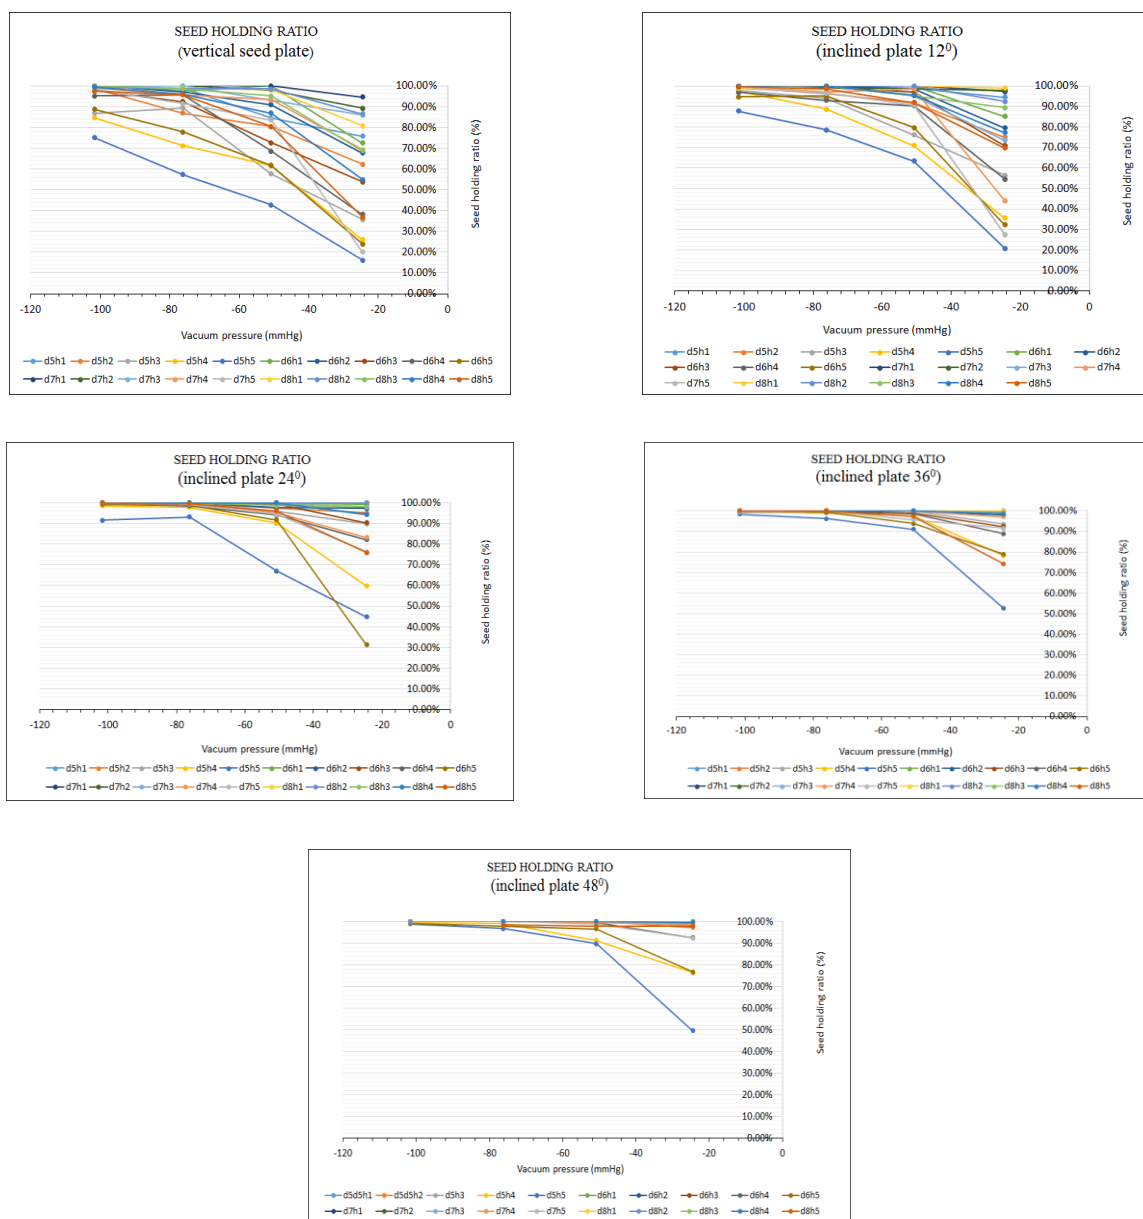 SEED HOLDING RATIO
(vertical seed plate)
100.00%
90.00%
80.00%
70.00%
60.00%
50.00%
40.00%
30.00%
20.00%
10.00%
0.00%
Seed holding ratio (%)
-120 -100 -80 -60 -40 -20 0
Vacuum pressure (mmHg)
d5h1 d5h2 d5h3 d5h4 d5h5 d6h1 d6h2 d6h3 d6h4 d6h5
d7h1 d7h2 d7h3 d7h4 d7h5 d8h1 d8h2 d8h3 d8h4 d8h5
SEED HOLDING RATIO
(inclined plate 12⁰)
100.00%
90.00%
80.00%
70.00%
60.00%
50.00%
40.00%
30.00%
20.00%
10.00%
0.00%
Seed holding ratio (%)
-120 -100 -80 -60 -40 -20 0
Vacuum pressure (mmHg)
d5h1 d5h2 d5h3 d5h4 d5h5 d6h1 d6h2
d6h3 d6h4 d6h5 d7h1 d7h2 d7h3 d7h4
d7h5 d8h1 d8h2 d8h3 d8h4 d8h5
SEED HOLDING RATIO
(inclined plate 24⁰)
100.00%
90.00%
80.00%
70.00%
60.00%
50.00%
40.00%
30.00%
20.00%
10.00%
0.00%
Seed holding ratio (%)
-120 -100 -80 -60 -40 -20 0
Vacuum pressure (mmHg)
d5h1 d5h2 d5h3 d5h4 d5h5 d6h1 d6h2 d6h3 d6h4 d6h5
d7h1 d7h2 d7h3 d7h4 d7h5 d8h1 d8h2 d8h3 d8h4 d8h5
SEED HOLDING RATIO
(inclined plate 36⁰)
100.00%
90.00%
80.00%
70.00%
60.00%
50.00%
40.00%
30.00%
20.00%
10.00%
0.00%
Seed holding ratio (%)
-120 -100 -80 -60 -40 -20 0
Vacuum pressure (mmHg)
d5h1 d5h2 d5h3 d5h4 d5h5 d6h1 d6h2 d6h3 d6h4 d6h5
d7h1 d7h2 d7h3 d7h4 d7h5 d8h1 d8h2 d8h3 d8h4 d8h5
SEED HOLDING RATIO
(inclined plate 48⁰)
100.00%
90.00%
80.00%
70.00%
60.00%
50.00%
40.00%
30.00%
20.00%
10.00%
0.00%
Seed holding ratio (%)
-120 -100 -80 -60 -40 -20 0
Vacuum pressure (mmHg)
d5d5h1 d5d5h2 d5h3 d5h4 d5h5 d6h1 d6h2 d6h3 d6h4 d6h5
d7h1 d7h2 d7h3 d7h4 d7h5 d8h1 d8h2 d8h3 d8h4 d8h5